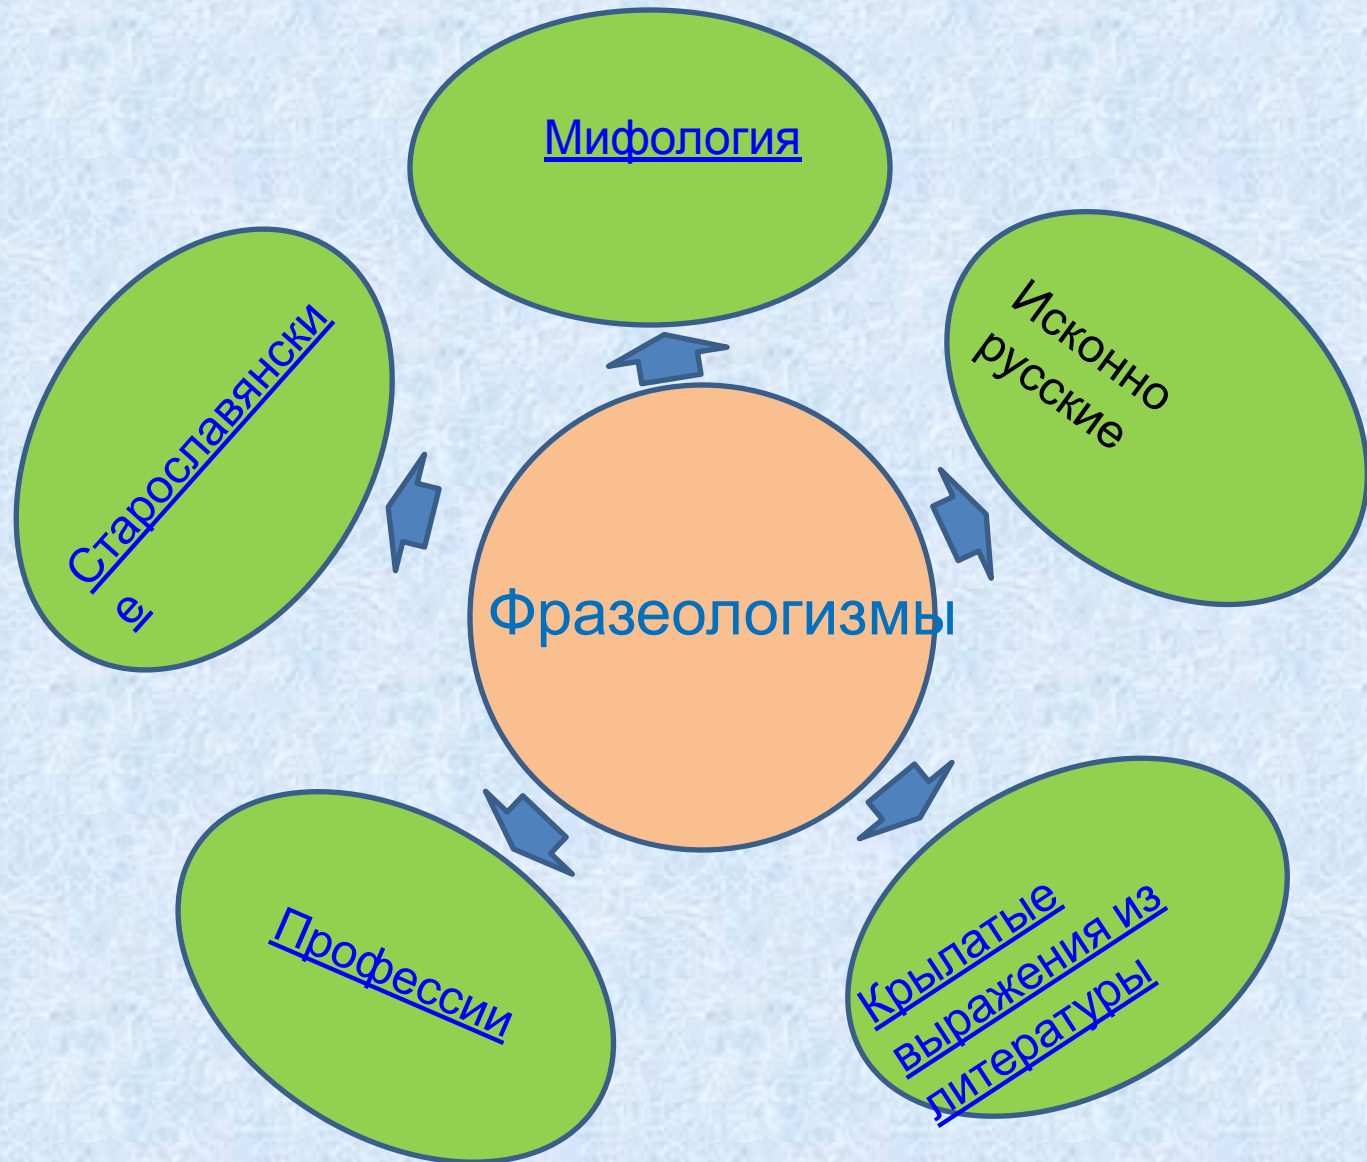 Мифология
Старославянски
е
Исконно
русские
Фразеологизмы
Профессии
Крылатые
выражения из
литературы